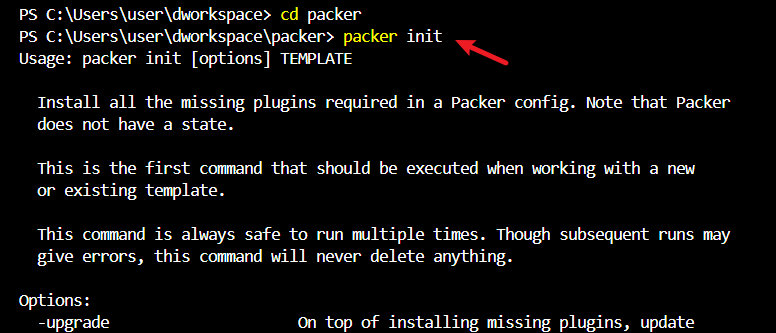 PS C:\Users\user\dworkspace> cd packer
PS C:\Users\user\dworkspace\packer> packer init
Usage: packer init [options] TEMPLATE
Install all the missing plugins required in a Packer config. Note that Packer
does not have a state.
This is the first command that should be executed when working with a new
or existing template.
This command is always safe to run multiple times. Though subsequent runs may
give errors, this command will never delete anything.
Options:
-upgrade On top of installing missing plugins, update